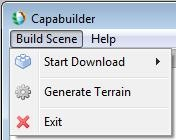 Capabuilder
Build Scene Help
Start Download
Generate Terrain
Exit